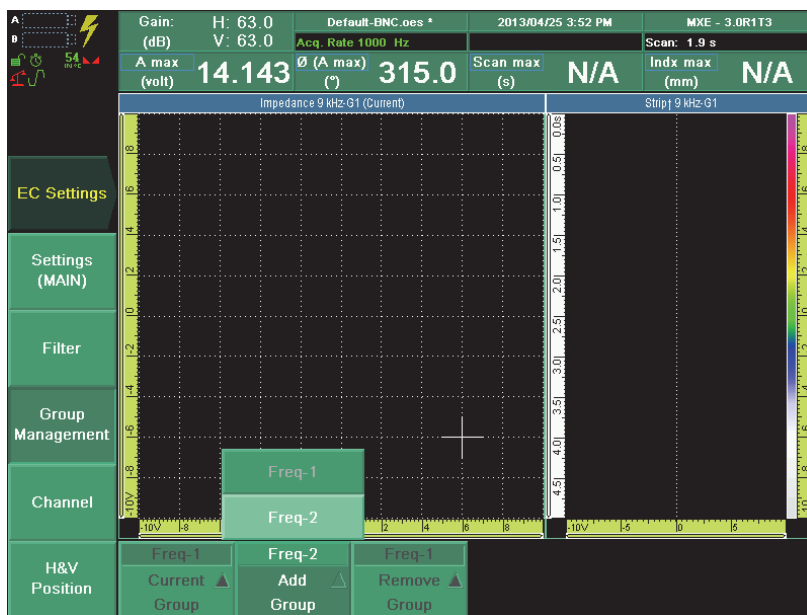 A
B
54
IN °C
Gain: H: 63.0
(dB) V: 63.0
Default-BNC.oes *
2013/04/25 3:52 PM
MXE - 3.0R1T3
Acq. Rate 1000 Hz
Scan: 1.9 s
A max
(volt)
14.143
Ø (A max)
(°)
315.0
Scan max
(s)
N/A
Indx max
(mm)
N/A
Impedance 9 kHz-G1 (Current)
Strip† 9 kHz-G1
EC Settings
Settings
(MAIN)
Filter
Group
Management
Channel
H&V
Position
8
6
4
2
0
-2
-4
-6
-8
-10V
-10V -8 2 4 6 8
0.0s
0.5
1.0
1.5
2.0
2.5
3.0
3.5
4.0
4.5
-10V -5 0 5
Freq-1
Freq-2
Freq-1
Current
Group
Freq-2
Add
Group
Freq-1
Remove
Group